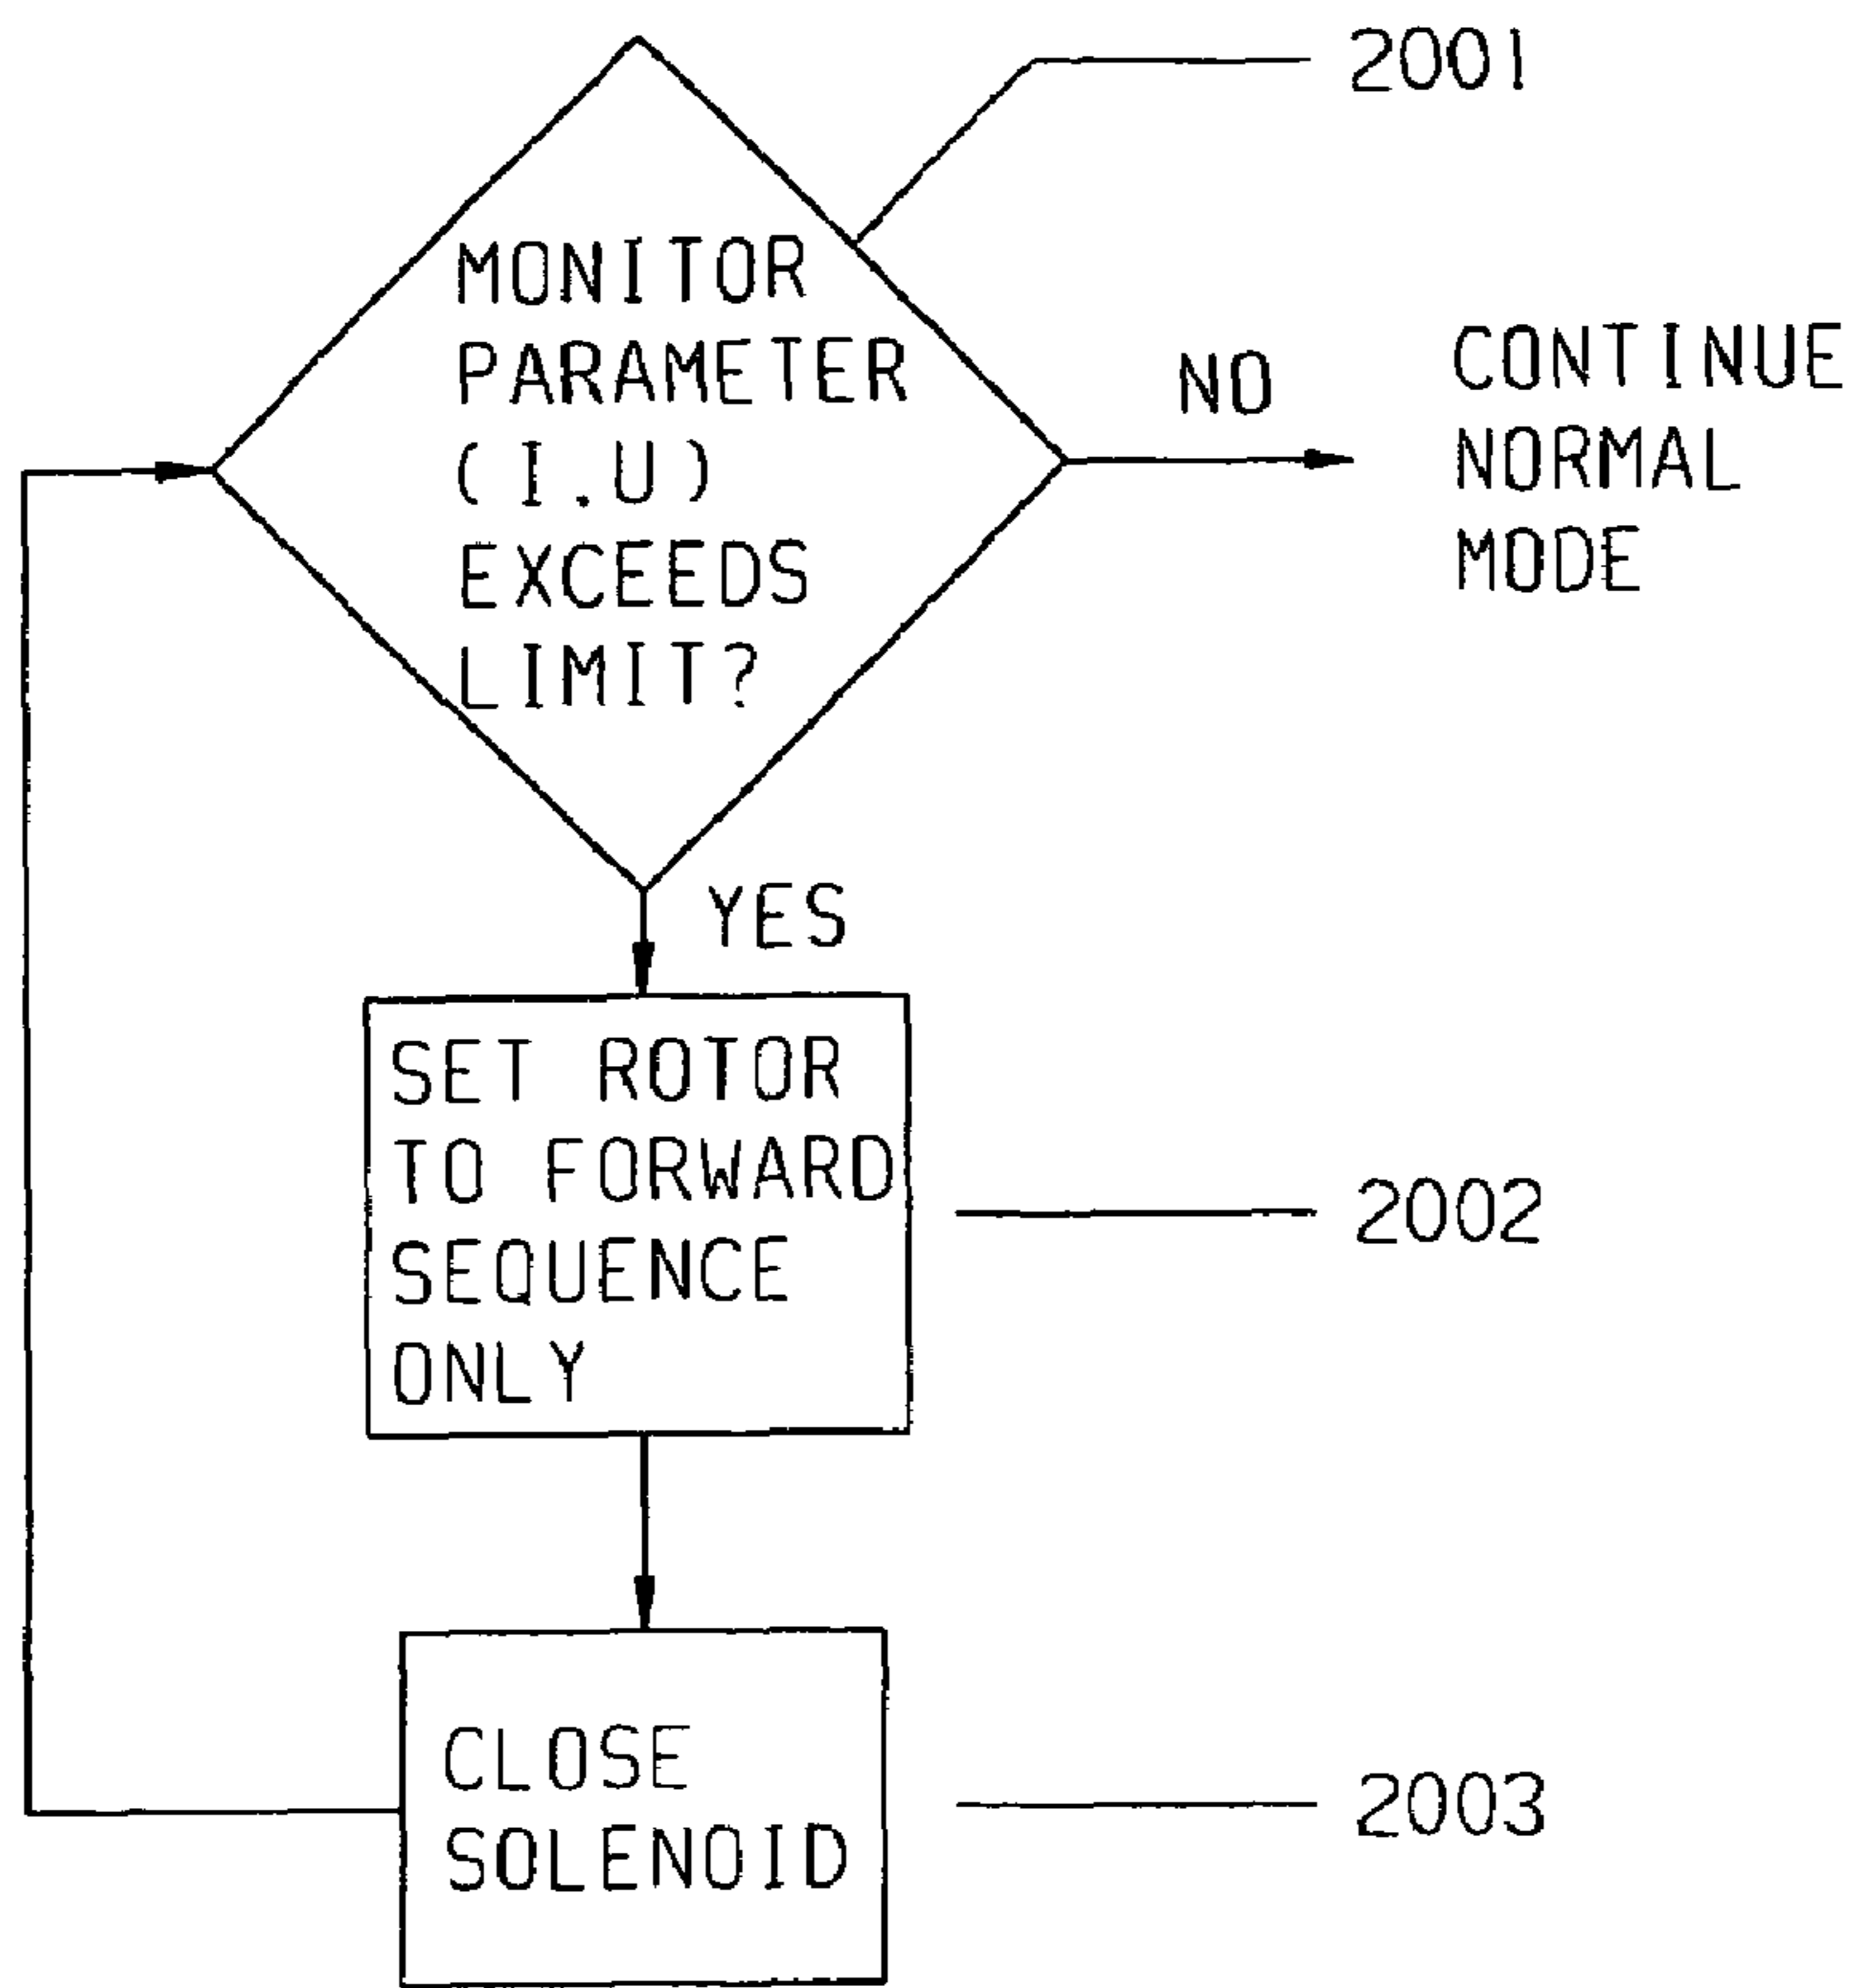 2001
MONITOR
PARAMETER
(I.U)
EXCEEDS
LIMIT?
NO
CONTINUE
NORMAL
MODE
YES
SET ROTOR
TO FORWARD
SEQUENCE
ONLY
2002
CLOSE
SOLENOID
2003